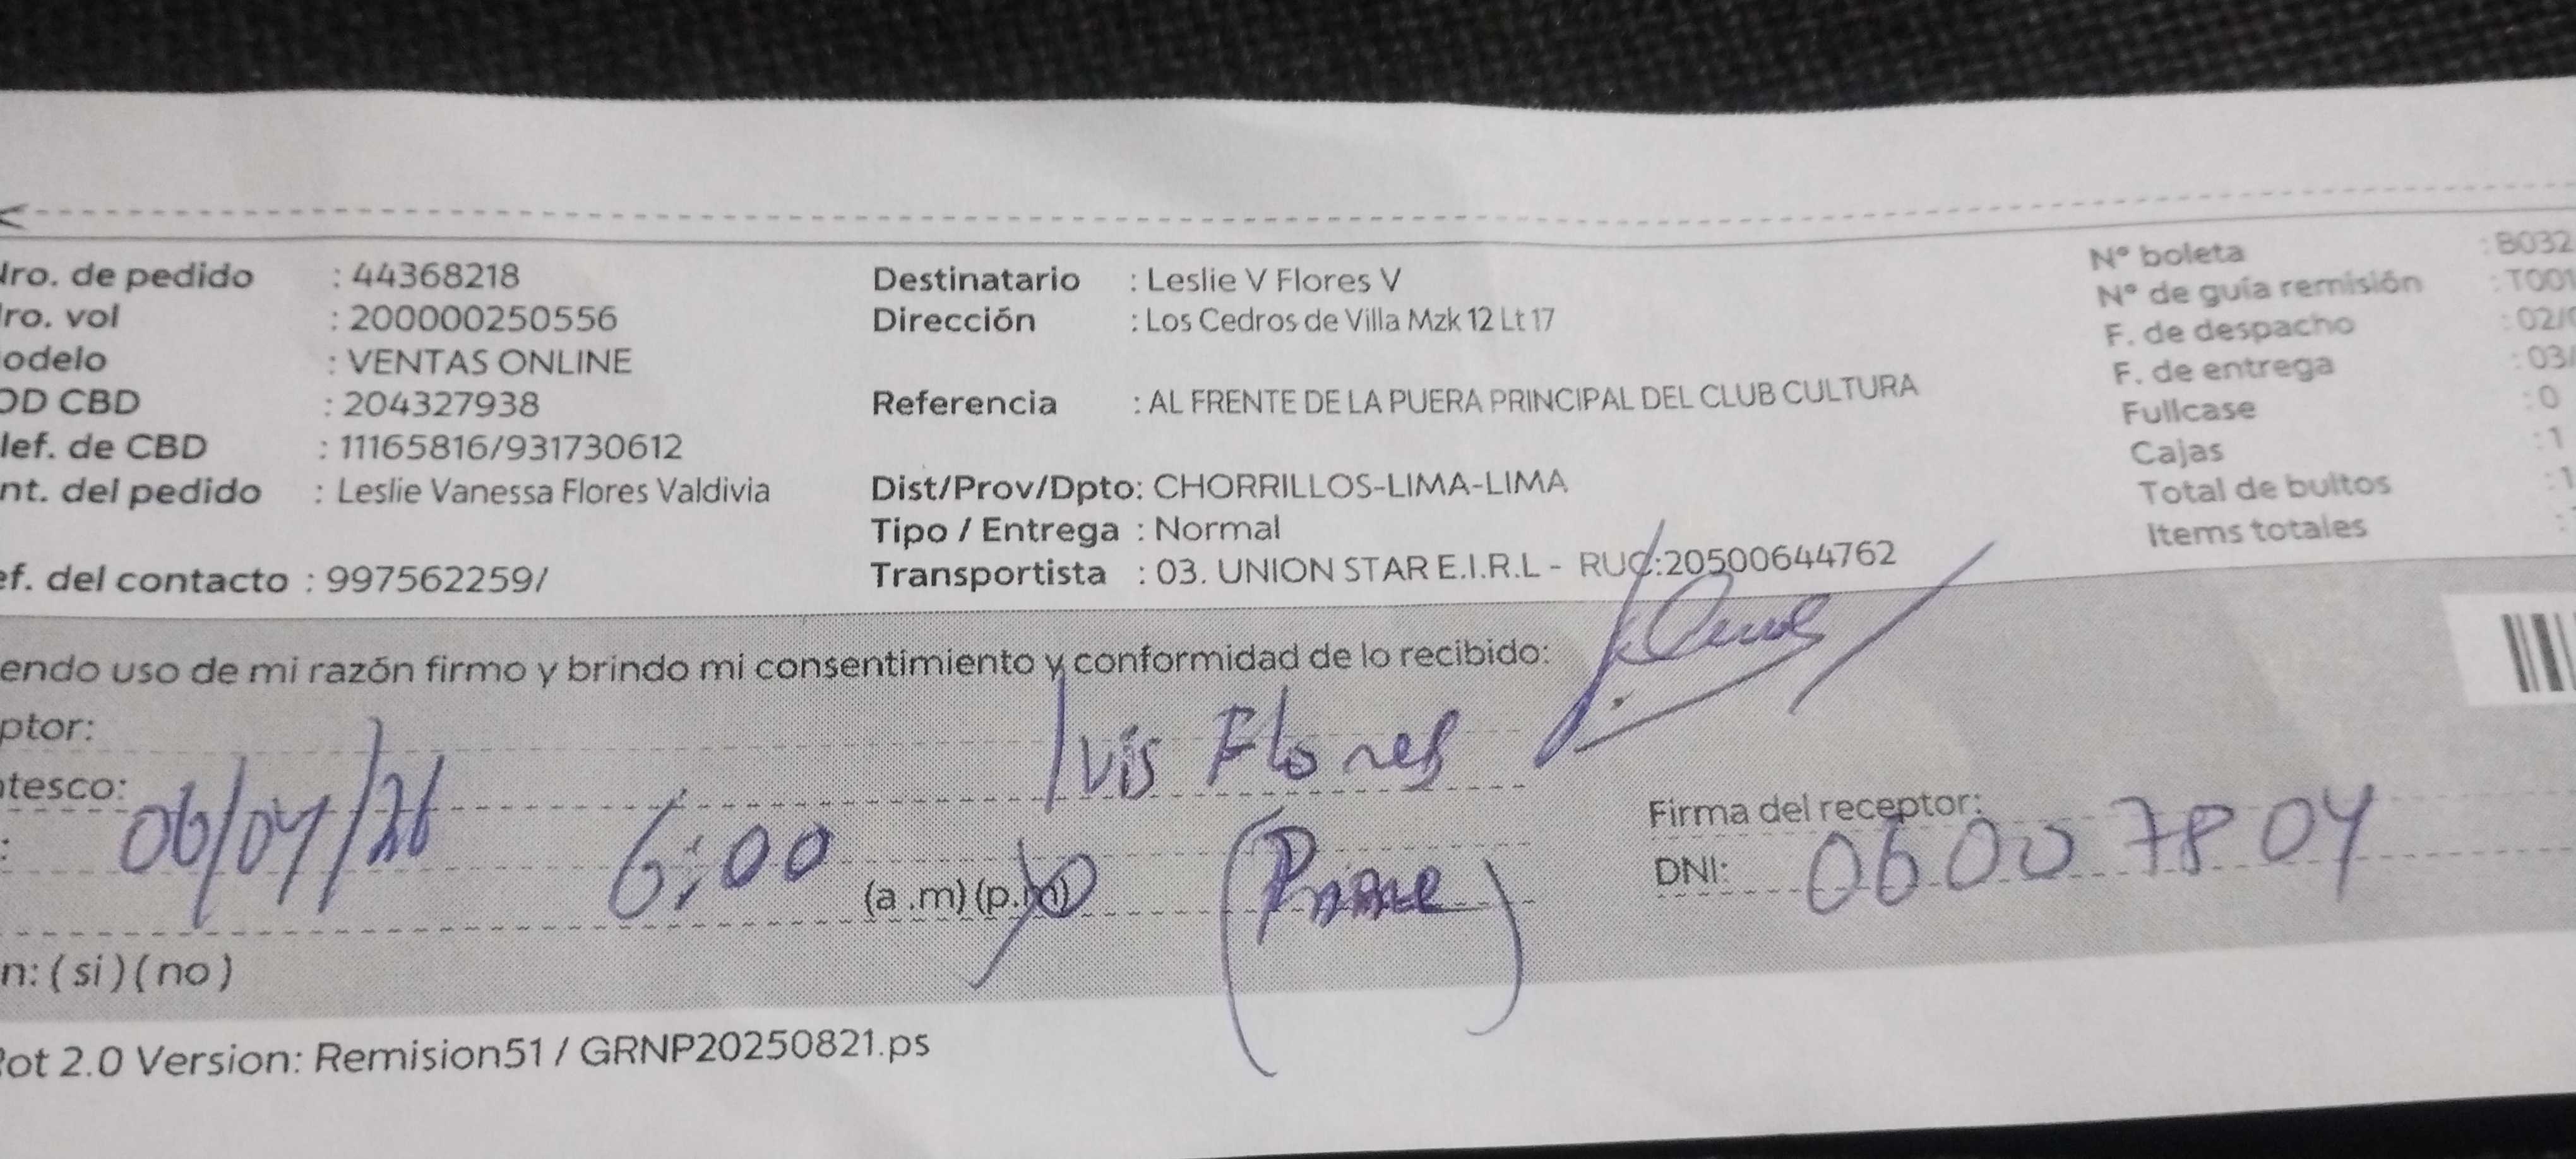 Nro. de pedido : 44368218
ro. vol : 200000250556
odelo : VENTAS ONLINE
OD CBD : 204327938
lef. de CBD : 11165816/931730612
nt. del pedido : Leslie Vanessa Flores Valdivia
ef. del contacto : 997562259/
Destinatario : Leslie V Flores V
Dirección : Los Cedros de Villa Mzk 12 Lt 17
Referencia : AL FRENTE DE LA PUERA PRINCIPAL DEL CLUB CULTURA
Dist/Prov/Dpto: CHORRILLOS-LIMA-LIMA
Tipo / Entrega : Normal
Transportista : 03. UNION STAR E.I.R.L - RUC:20500644762
N° boleta : B032
N° de guía remisión : T001
F. de despacho : 02/0
F. de entrega : 03/
Fullcase : 0
Cajas : 1
Total de bultos : 1
Items totales :
endo uso de mi razón firmo y brindo mi consentimiento y conformidad de lo recibido:
ptor: Flores
tesco:
: 06/04/26 6:00 (a .m) (p.m)
Firma del receptor:
DNI: 06007804
n: ( si ) ( no )
ot 2.0 Version: Remision51 / GRNP20250821.ps